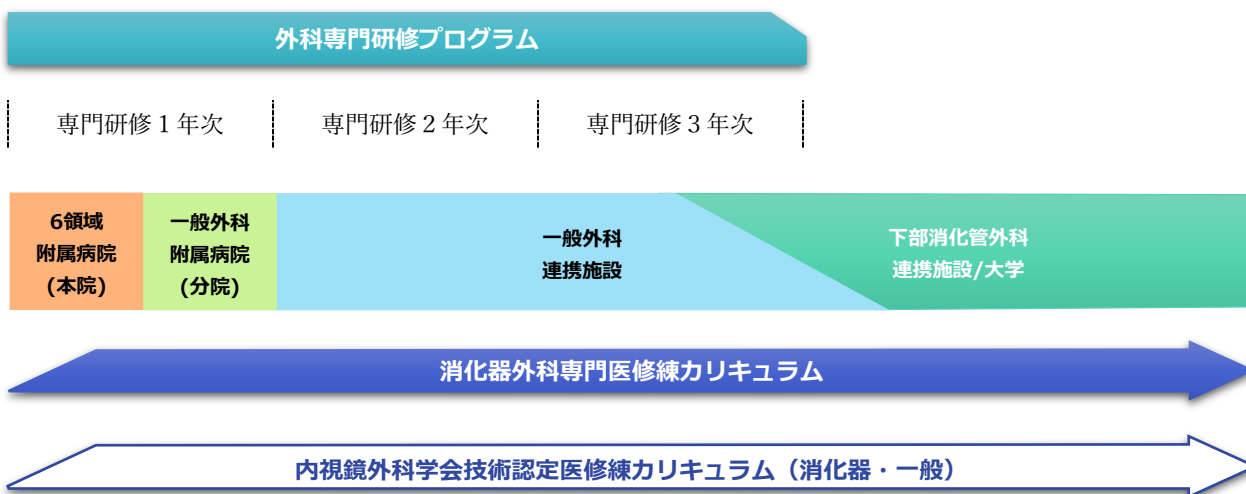 外科専門研修プログラム
専門研修1年次
専門研修2年次
専門研修3年次
6領域
附属病院
(本院)
一般外科
附属病院
(分院)
一般外科
連携施設
下部消化管外科
連携施設/大学
消化器外科専門医修練カリキュラム
内視鏡外科学会技術認定医修練カリキュラム（消化器・一般）